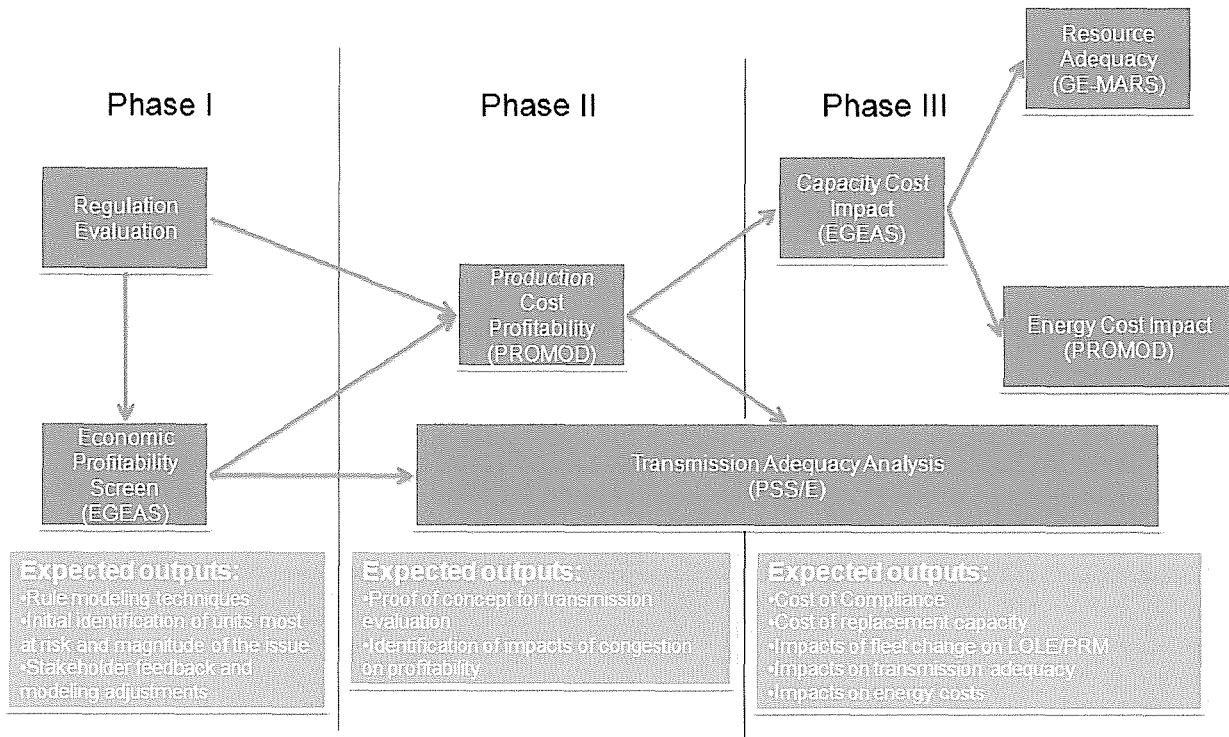 Phase I
Phase II
Phase III
Resource
Adequacy
(GE-MARS)
Regulation
Evaluation
Capacity Cost
Impact
(EGEAS)
Production
Cost
Profitability
(PROMOD)
Energy Cost Impact
(PROMOD)
Economic
Profitability
Screen
(EGEAS)
Transmission Adequacy Analysis
(PSS/E)
Expected outputs:
•Rule modeling techniques
•Initial identification of units most
at risk and magnitude of the issue
•Stakeholder feedback and
modeling adjustments
Expected outputs:
•Proof of concept for transmission
evaluation
•Identification of impacts of congestion
on profitability
Expected outputs:
•Cost of Compliance
•Cost of replacement capacity
•Impacts of fleet change on LOLE/PRM
•Impacts on transmission adequacy
•Impacts on energy costs